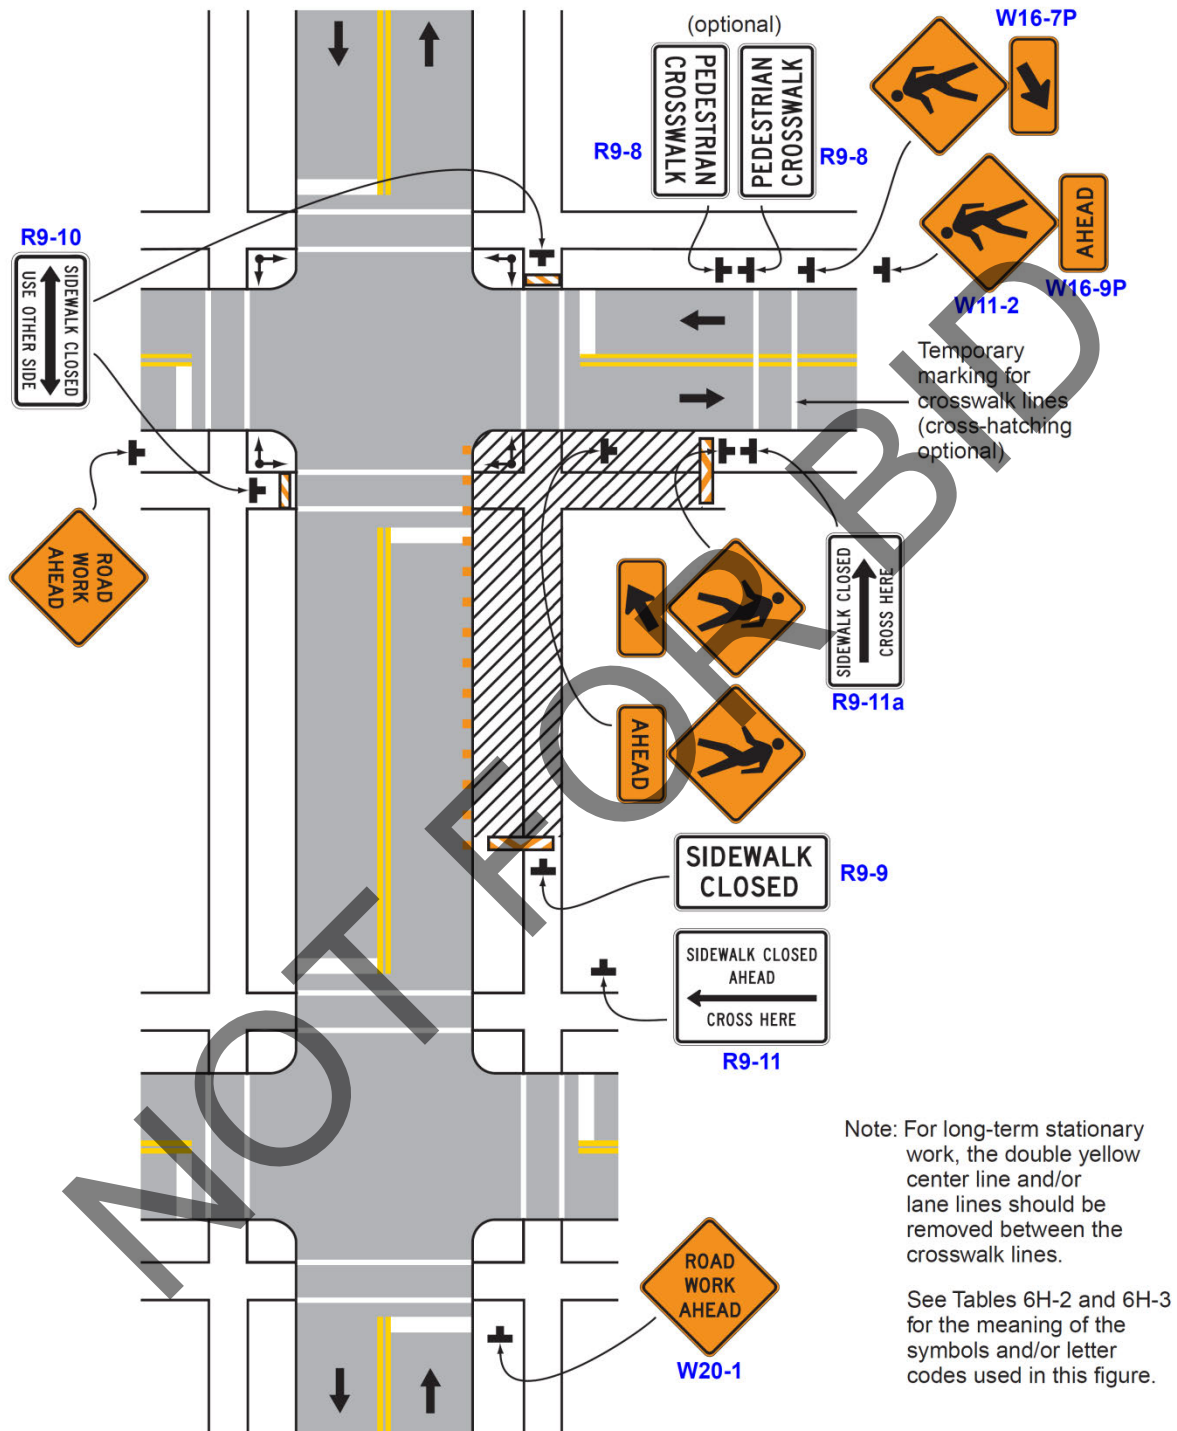 W16-7P
(optional)
PEDESTRIAN
CROSSWALK
PEDESTRIAN
CROSSWALK
R9-8
R9-8
AHEAD
W16-9P
W11-2
R9-10
SIDEWALK CLOSED
USE OTHER SIDE
Temporary
marking for
crosswalk lines
(cross-hatching
optional)
ROAD
WORK
AHEAD
SIDEWALK CLOSED
CROSS HERE
R9-11a
AHEAD
SIDEWALK
CLOSED
R9-9
SIDEWALK CLOSED
AHEAD
CROSS HERE
R9-11
Note: For long-term stationary
work, the double yellow
center line and/or
lane lines should be
removed between the
crosswalk lines.
See Tables 6H-2 and 6H-3
for the meaning of the
symbols and/or letter
codes used in this figure.
ROAD
WORK
AHEAD
W20-1
NOT FOR BID